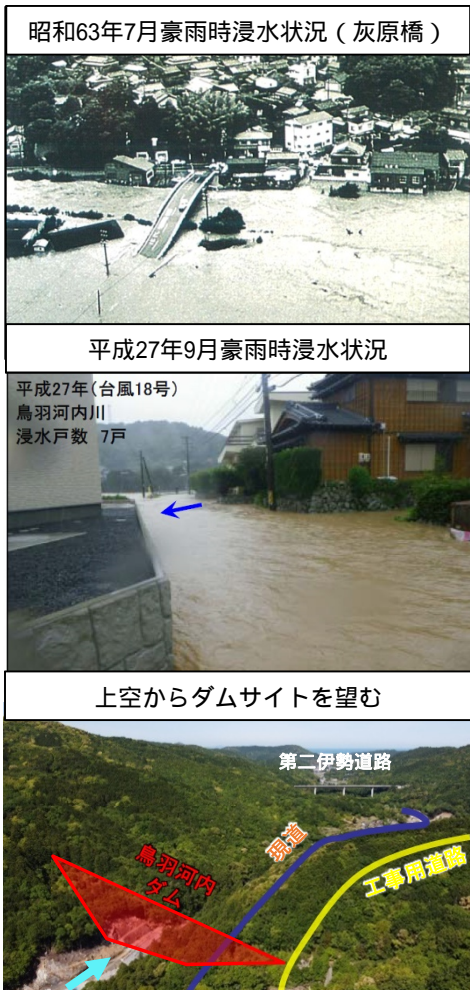 昭和63年7月豪雨時浸水状況(灰原橋)
平成27年9月豪雨時浸水状況
平成27年(台風18号)
鳥羽河内川
浸水戸数 7戸
上空からダムサイトを望む
第二伊勢道路
現道
鳥羽河内
ダム
工事用道路